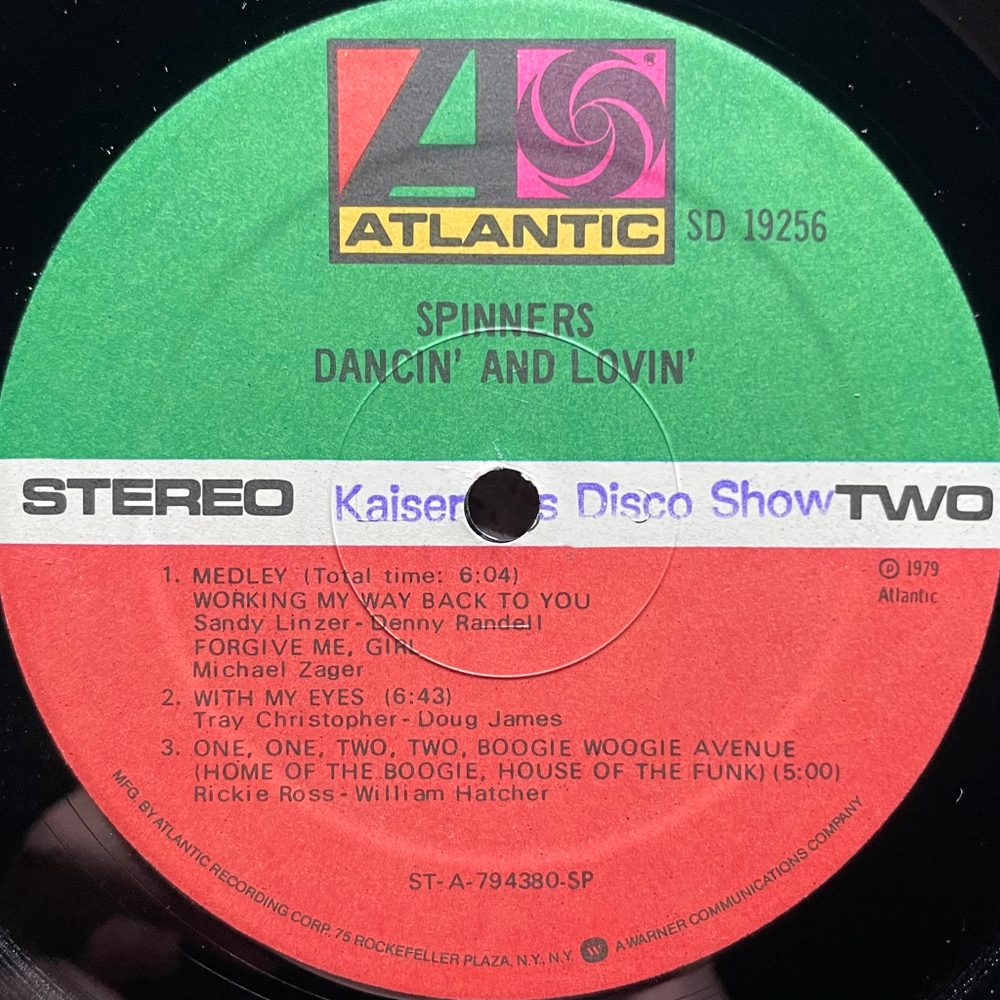 ATLANTIC
®
SD 19256
SPINNERS
DANCIN' AND LOVIN'
STEREO
Disco Show
TWO
℗ 1979
Atlantic
1. MEDLEY (Total time: 6:04)
WORKING MY WAY BACK TO YOU
Sandy Linzer - Denny Randell
FORGIVE ME, GIRL
Michael Zager
2. WITH MY EYES (6:43)
Tray Christopher - Doug James
3. ONE, ONE, TWO, TWO, BOOGIE WOOGIE AVENUE
(HOME OF THE BOOGIE, HOUSE OF THE FUNK) (5:00)
Rickie Ross - William Hatcher
ST-A-794380-SP
MFG. BY ATLANTIC RECORDING CORP. 75 ROCKEFELLER PLAZA, N.Y., N.Y. A WARNER COMMUNICATIONS COMPANY